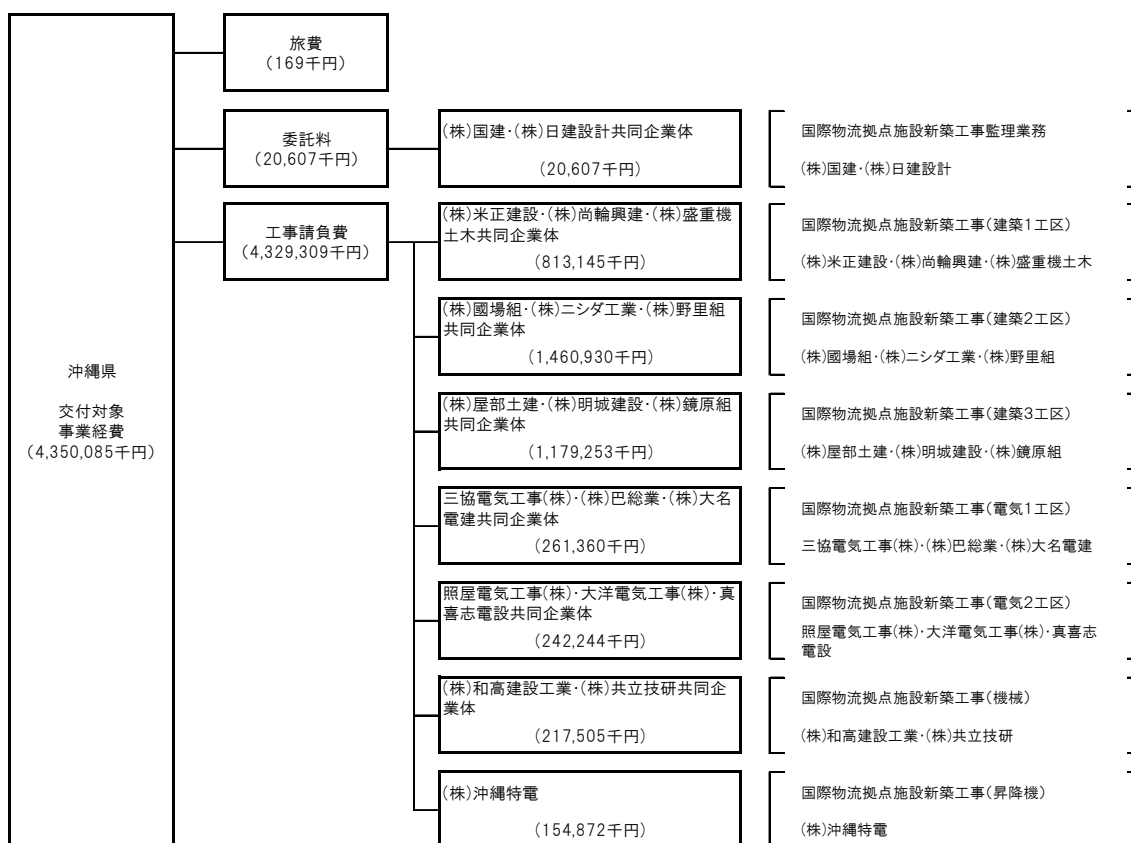 旅費
(169千円)
委託料
(20,607千円)
(株)国建・(株)日建設計共同企業体
(20,607千円)
国際物流拠点施設新築工事監理業務
(株)国建・(株)日建設計
工事請負費
(4,329,309千円)
(株)米正建設・(株)尚輪興建・(株)盛重機
土木共同企業体
(813,145千円)
国際物流拠点施設新築工事(建築1工区)
(株)米正建設・(株)尚輪興建・(株)盛重機土木
(株)國場組・(株)ニシダ工業・(株)野里組
共同企業体
(1,460,930千円)
国際物流拠点施設新築工事(建築2工区)
(株)國場組・(株)ニシダ工業・(株)野里組
沖縄県
交付対象
事業経費
(4,350,085千円)
(株)屋部土建・(株)明城建設・(株)鏡原組
共同企業体
(1,179,253千円)
国際物流拠点施設新築工事(建築3工区)
(株)屋部土建・(株)明城建設・(株)鏡原組
三協電気工事(株)・(株)巴総業・(株)大名
電建共同企業体
(261,360千円)
国際物流拠点施設新築工事(電気1工区)
三協電気工事(株)・(株)巴総業・(株)大名電建
照屋電気工事(株)・大洋電気工事(株)・真
喜志電設共同企業体
(242,244千円)
国際物流拠点施設新築工事(電気2工区)
照屋電気工事(株)・大洋電気工事(株)・真喜志
電設
(株)和高建設工業・(株)共立技研共同企
業体
(217,505千円)
国際物流拠点施設新築工事(機械)
(株)和高建設工業・(株)共立技研
(株)沖縄特電
(154,872千円)
国際物流拠点施設新築工事(昇降機)
(株)沖縄特電